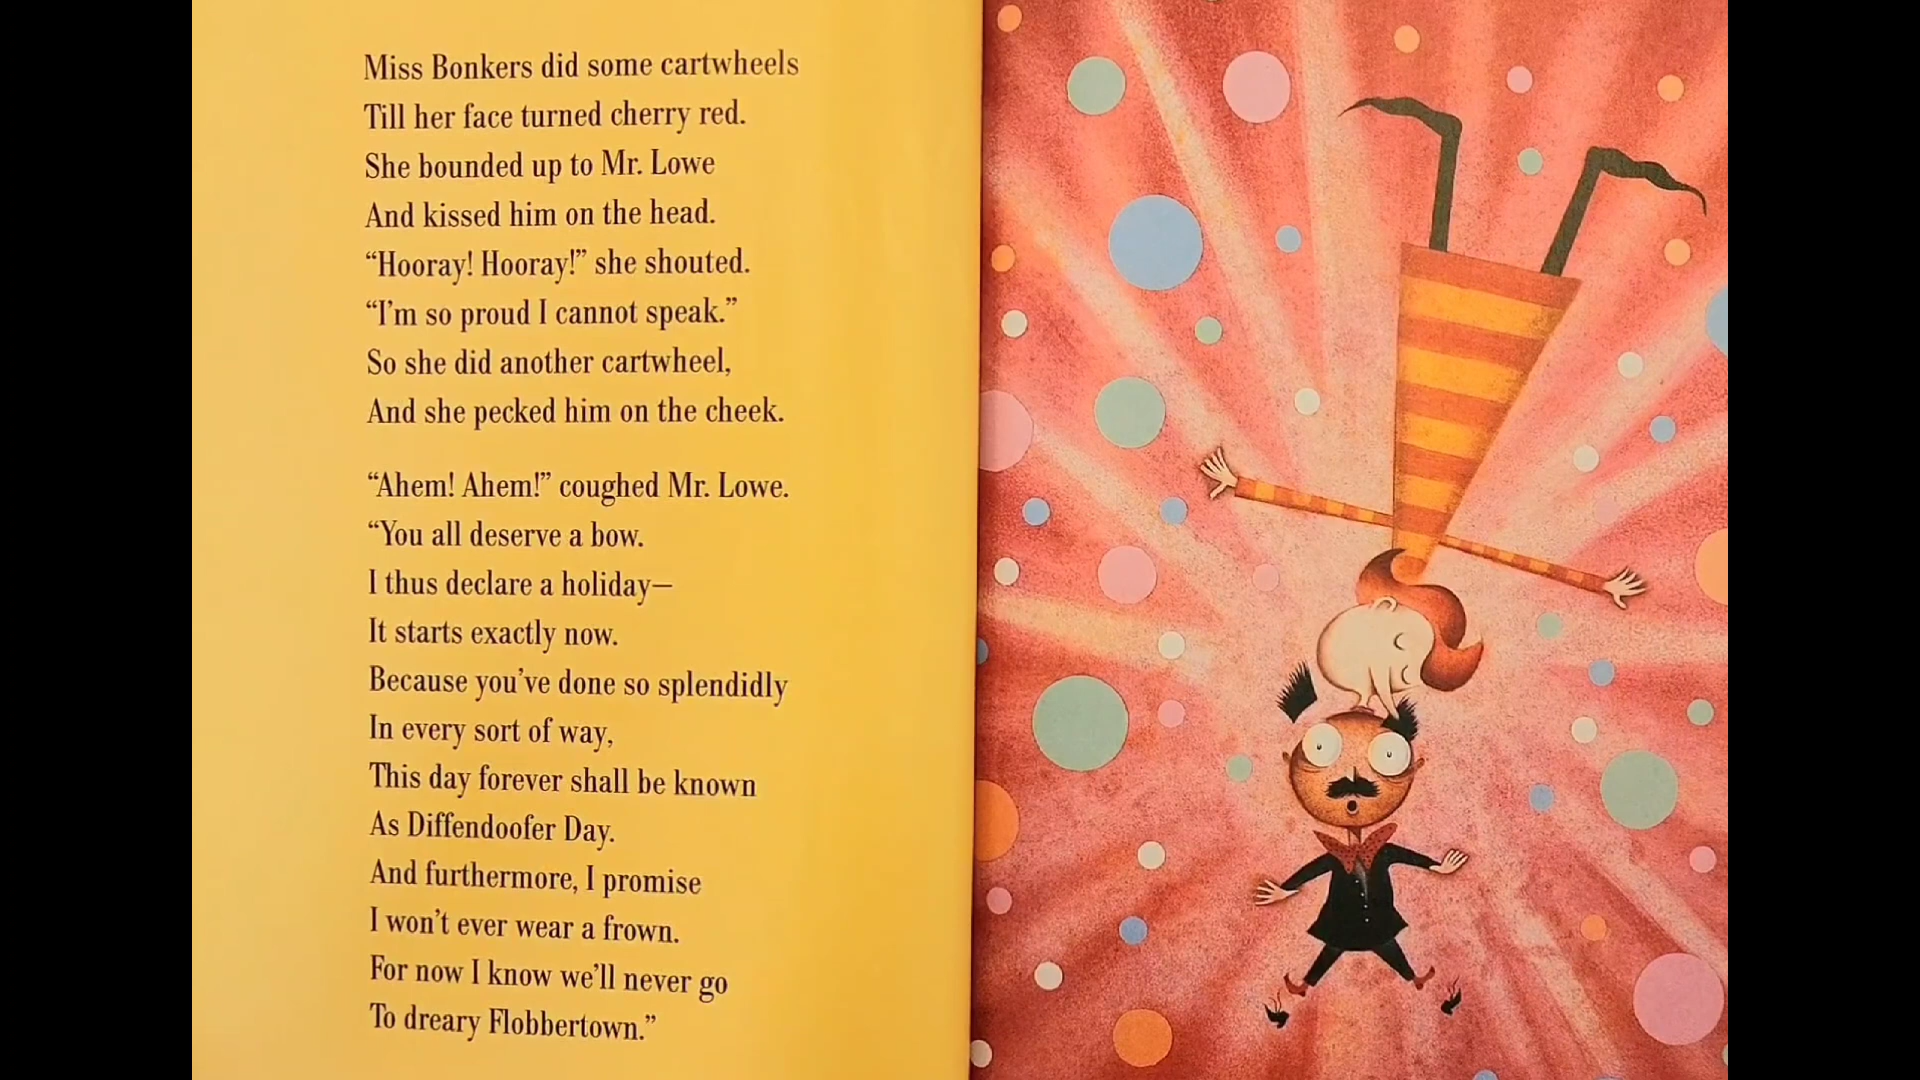 Miss Bonkers did some cartwheels
Till her face turned cherry red.
She bounded up to Mr. Lowe
And kissed him on the head.
“Hooray! Hooray!” she shouted.
“I’m so proud I cannot speak.”
So she did another cartwheel,
And she pecked him on the cheek.
“Ahem! Ahem!” coughed Mr. Lowe.
“You all deserve a bow.
I thus declare a holiday—
It starts exactly now.
Because you’ve done so splendidly
In every sort of way,
This day forever shall be known
As Diffendoofer Day.
And furthermore, I promise
I won’t ever wear a frown.
For now I know we’ll never go
To dreary Flobbertown.”